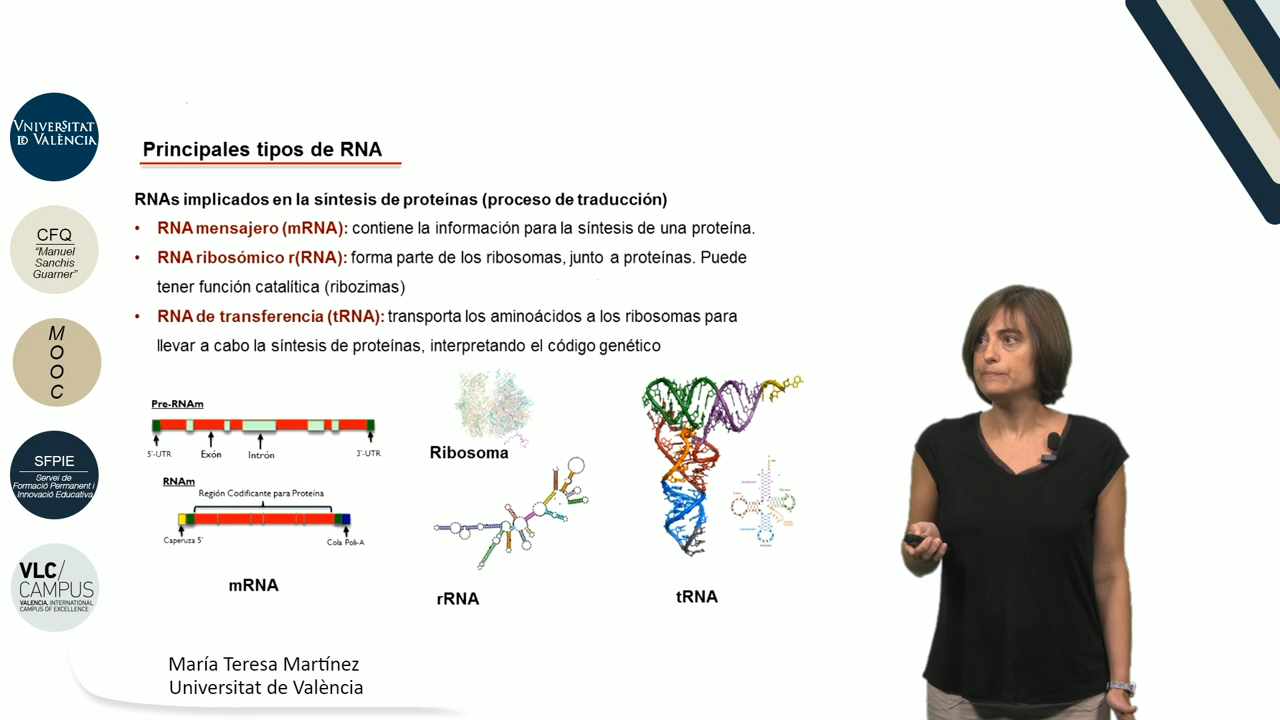 VNIVERSITAT
ID VALÈNCIA
CFQ
"Manuel
Sanchis
Guarner"
M
O
O
C
SFPIE
Servei de
Formació Permanent i
Innovació Educativa
VLC/
CAMPUS
VALENCIA, INTERNATIONAL
CAMPUS OF EXCELLENCE
Principales tipos de RNA
RNAs implicados en la síntesis de proteínas (proceso de traducción)
• RNA mensajero (mRNA): contiene la información para la síntesis de una proteína.
• RNA ribosómico r(RNA): forma parte de los ribosomas, junto a proteínas. Puede
tener función catalítica (ribozimas)
• RNA de transferencia (tRNA): transporta los aminoácidos a los ribosomas para
llevar a cabo la síntesis de proteínas, interpretando el código genético
Pre-RNAm
5'-UTR
Exón
Intrón
3'-UTR
RNAm
Región Codificante para Proteína
Caperuza 5'
Cola Poli-A
mRNA
Ribosoma
rRNA
tRNA
María Teresa Martínez
Universitat de València